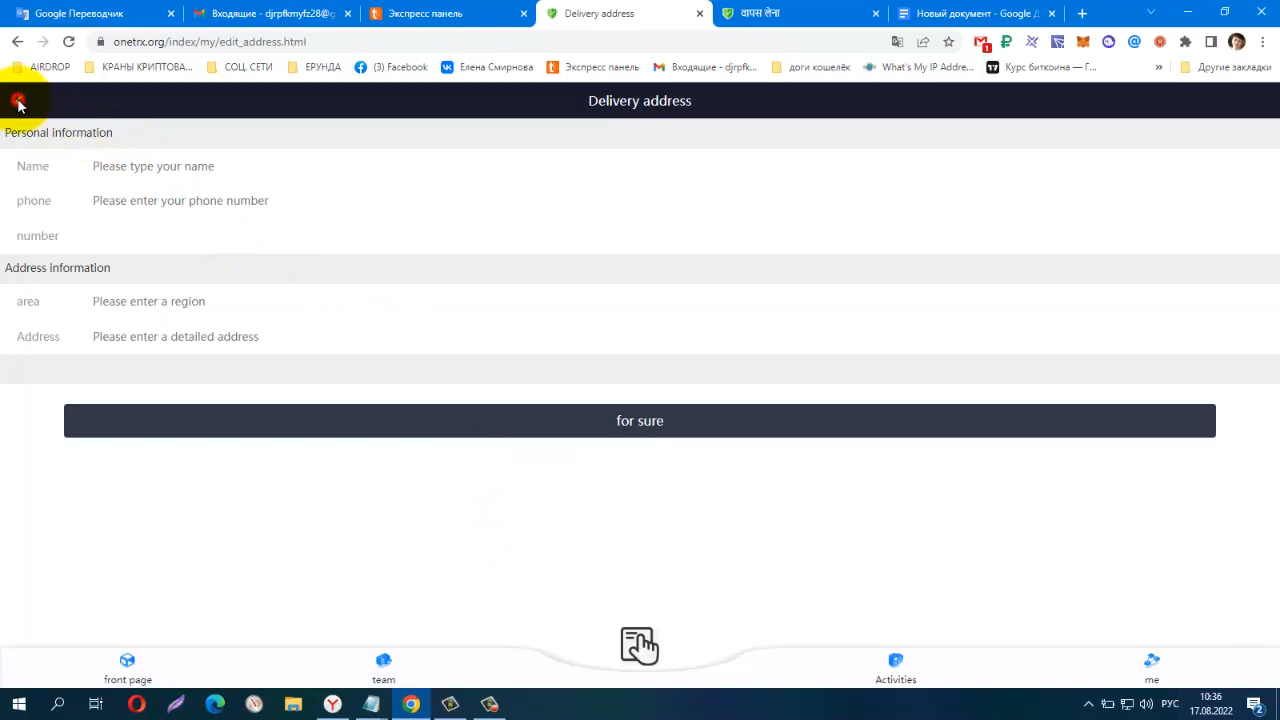 Google Переводчик
Входящие - djrpfkmyfz28@g
Экспресс панель
Delivery address
वापस लेना
Новый документ - Google Д
onetrx.org/index/my/edit_address.html
1
AIRDROP
КРАНЫ КРИПТОВА...
СОЦ. СЕТИ
ЕРУНДА
(3) Facebook
Елена Смирнова
Экспресс панель
Входящие - djrpfk...
доги кошелёк
What's My IP Addre...
Курс биткоина — Г...
»
Другие закладки
Delivery address
Personal information
Name Please type your name
phone Please enter your phone number
number
Address information
area Please enter a region
Address Please enter a detailed address
for sure
front page
team
Activities
me
РУС
10:36
17.08.2022
2